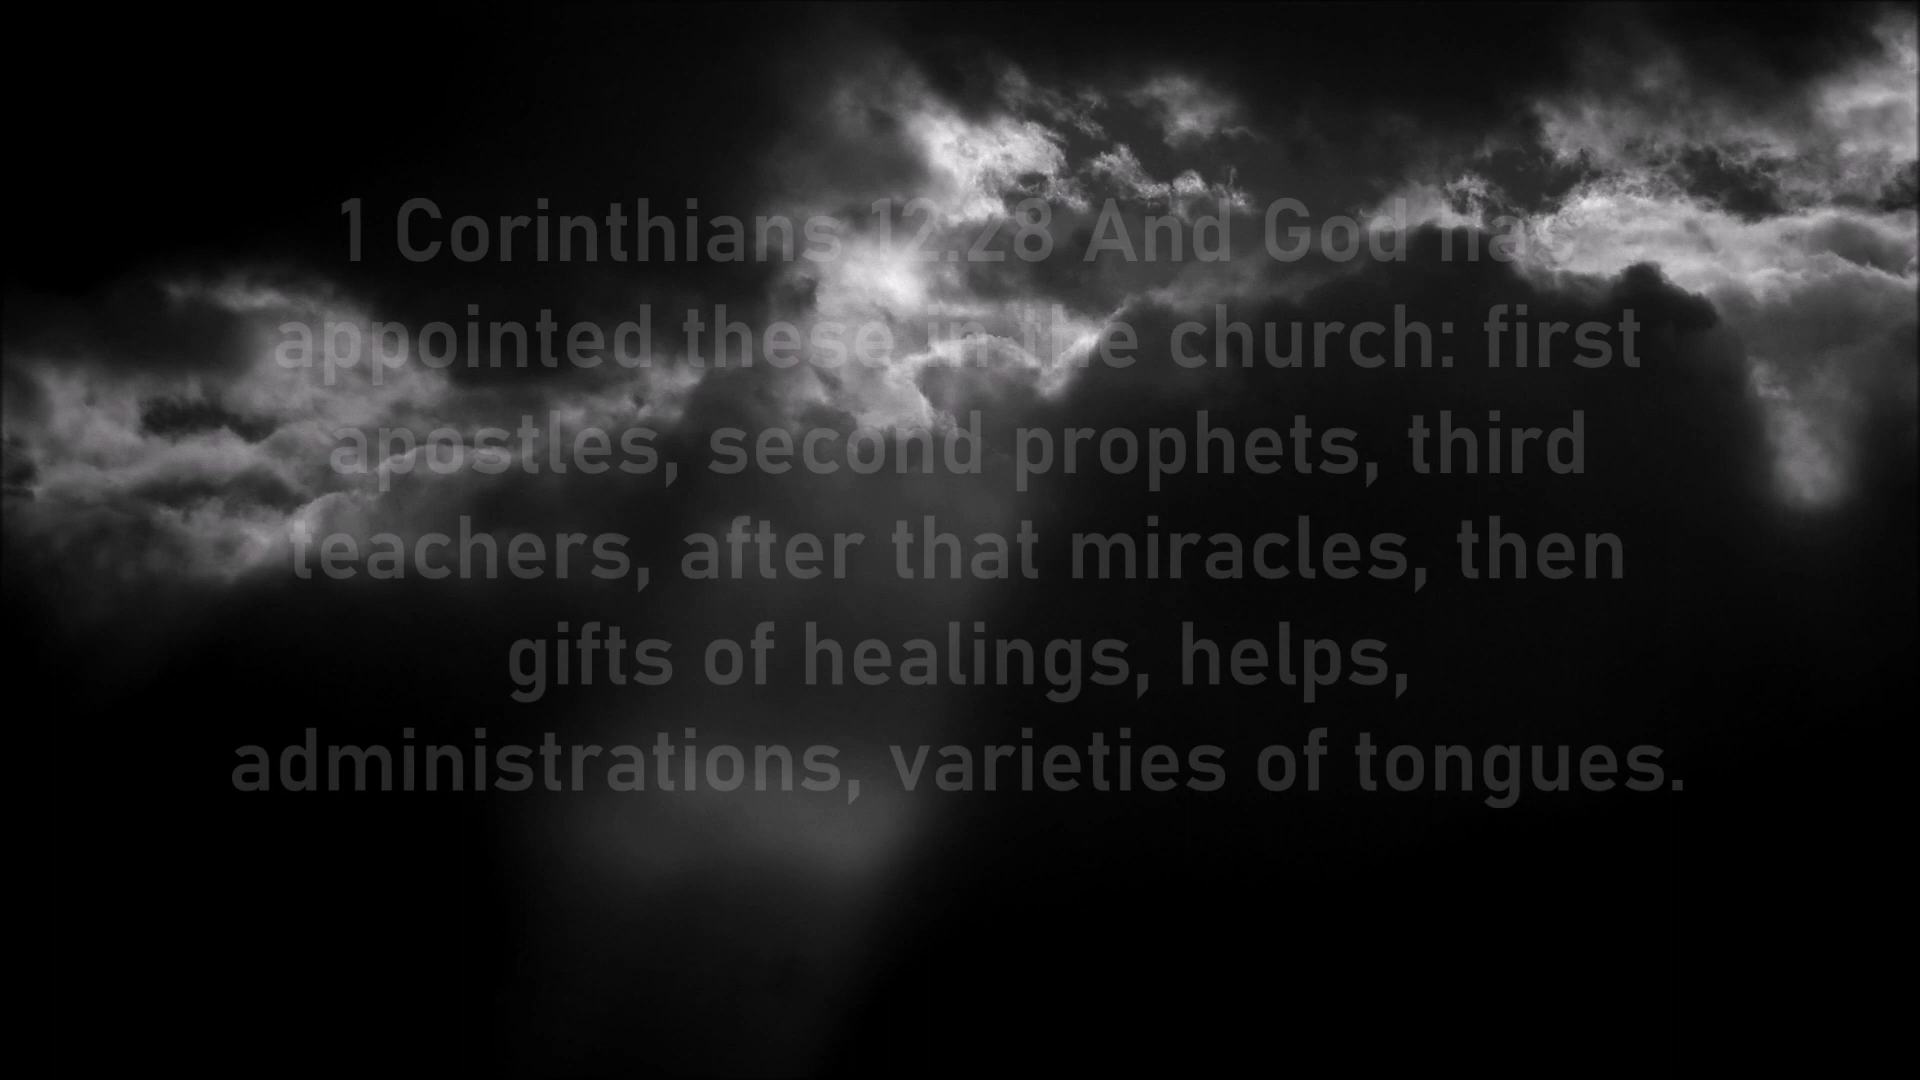 1 Corinthians 12.28 And God has
appointed these in the church: first
apostles, second prophets, third
teachers, after that miracles, then
gifts of healings, helps,
administrations, varieties of tongues.